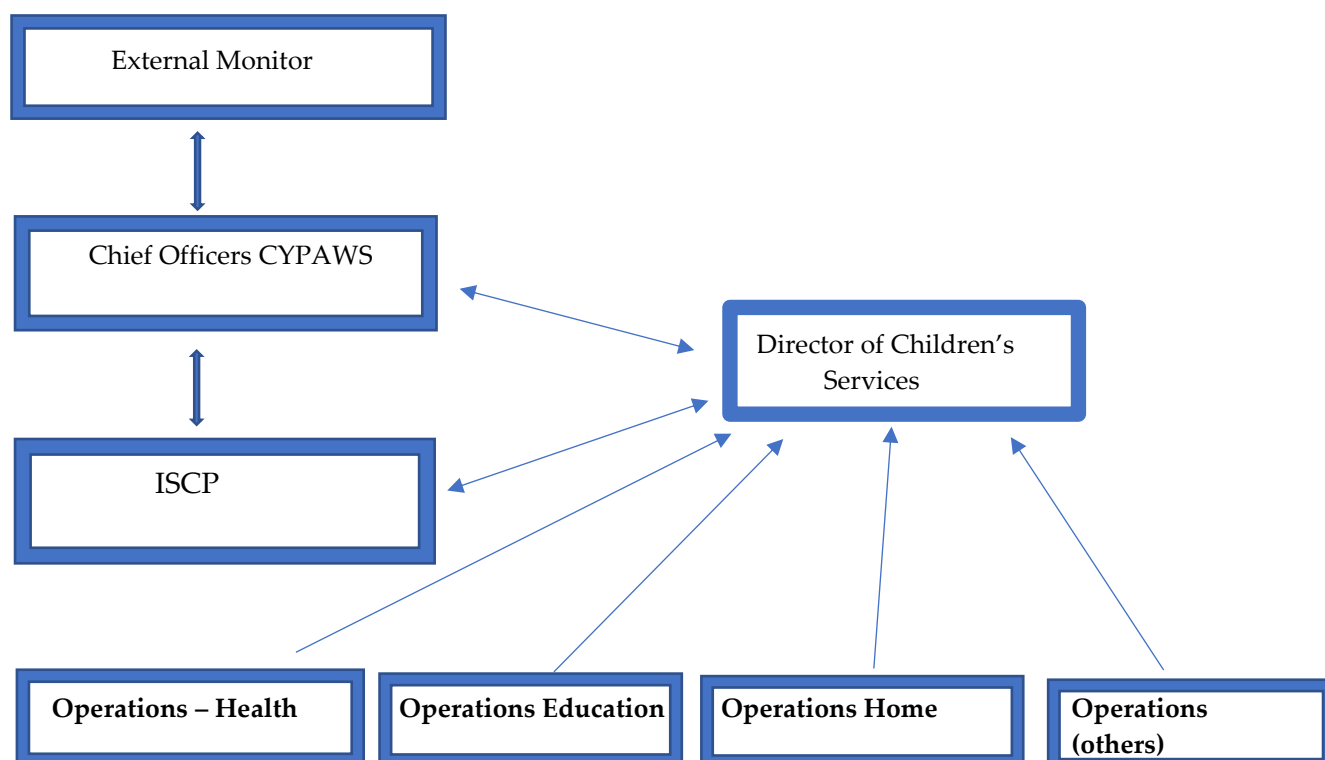 External Monitor
Chief Officers CYPAWS
Director of Children’s
Services
ISCP
Operations – Health
Operations Education
Operations Home
Operations
(others)